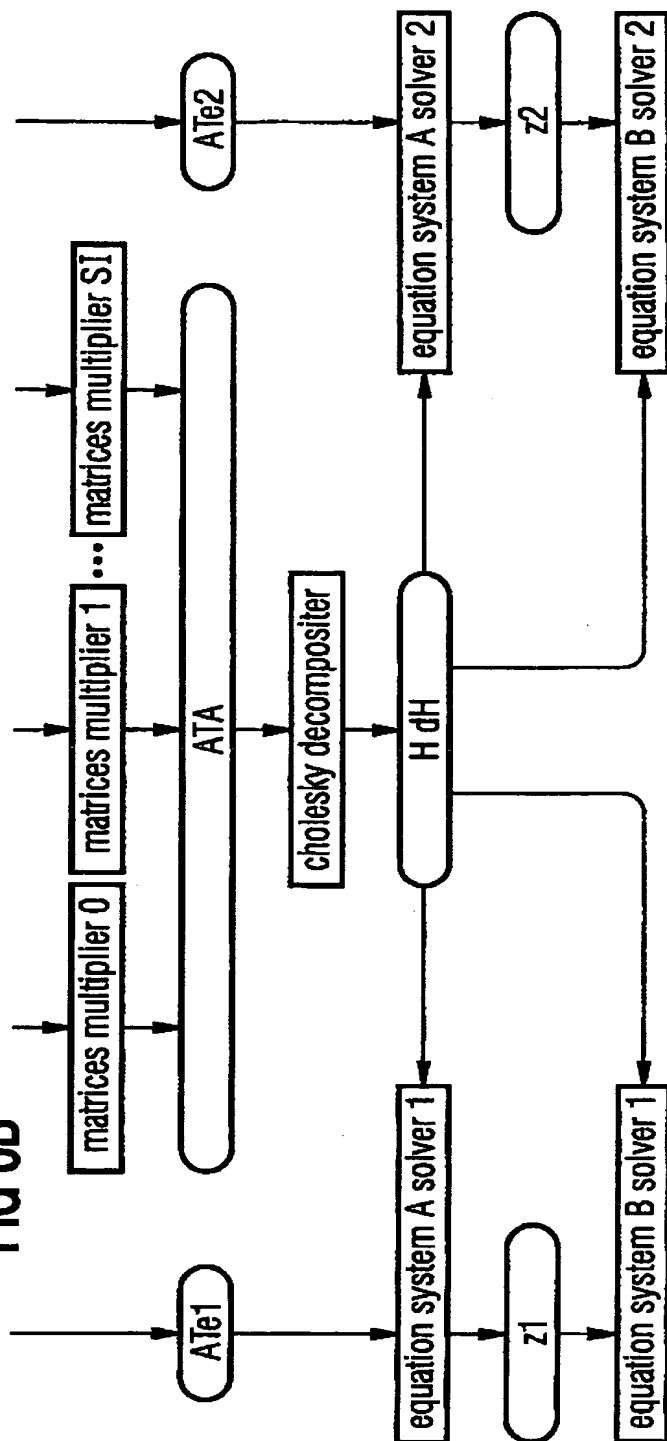 FIG
matrices multiplier 0
matrices multiplier 1
...
matrices multiplier SI
ATe1
ATA
ATe2
cholesky decompositer
equation system A solver 1
H dH
equation system A solver 2
z1
z2
equation system B solver 1
equation system B solver 2